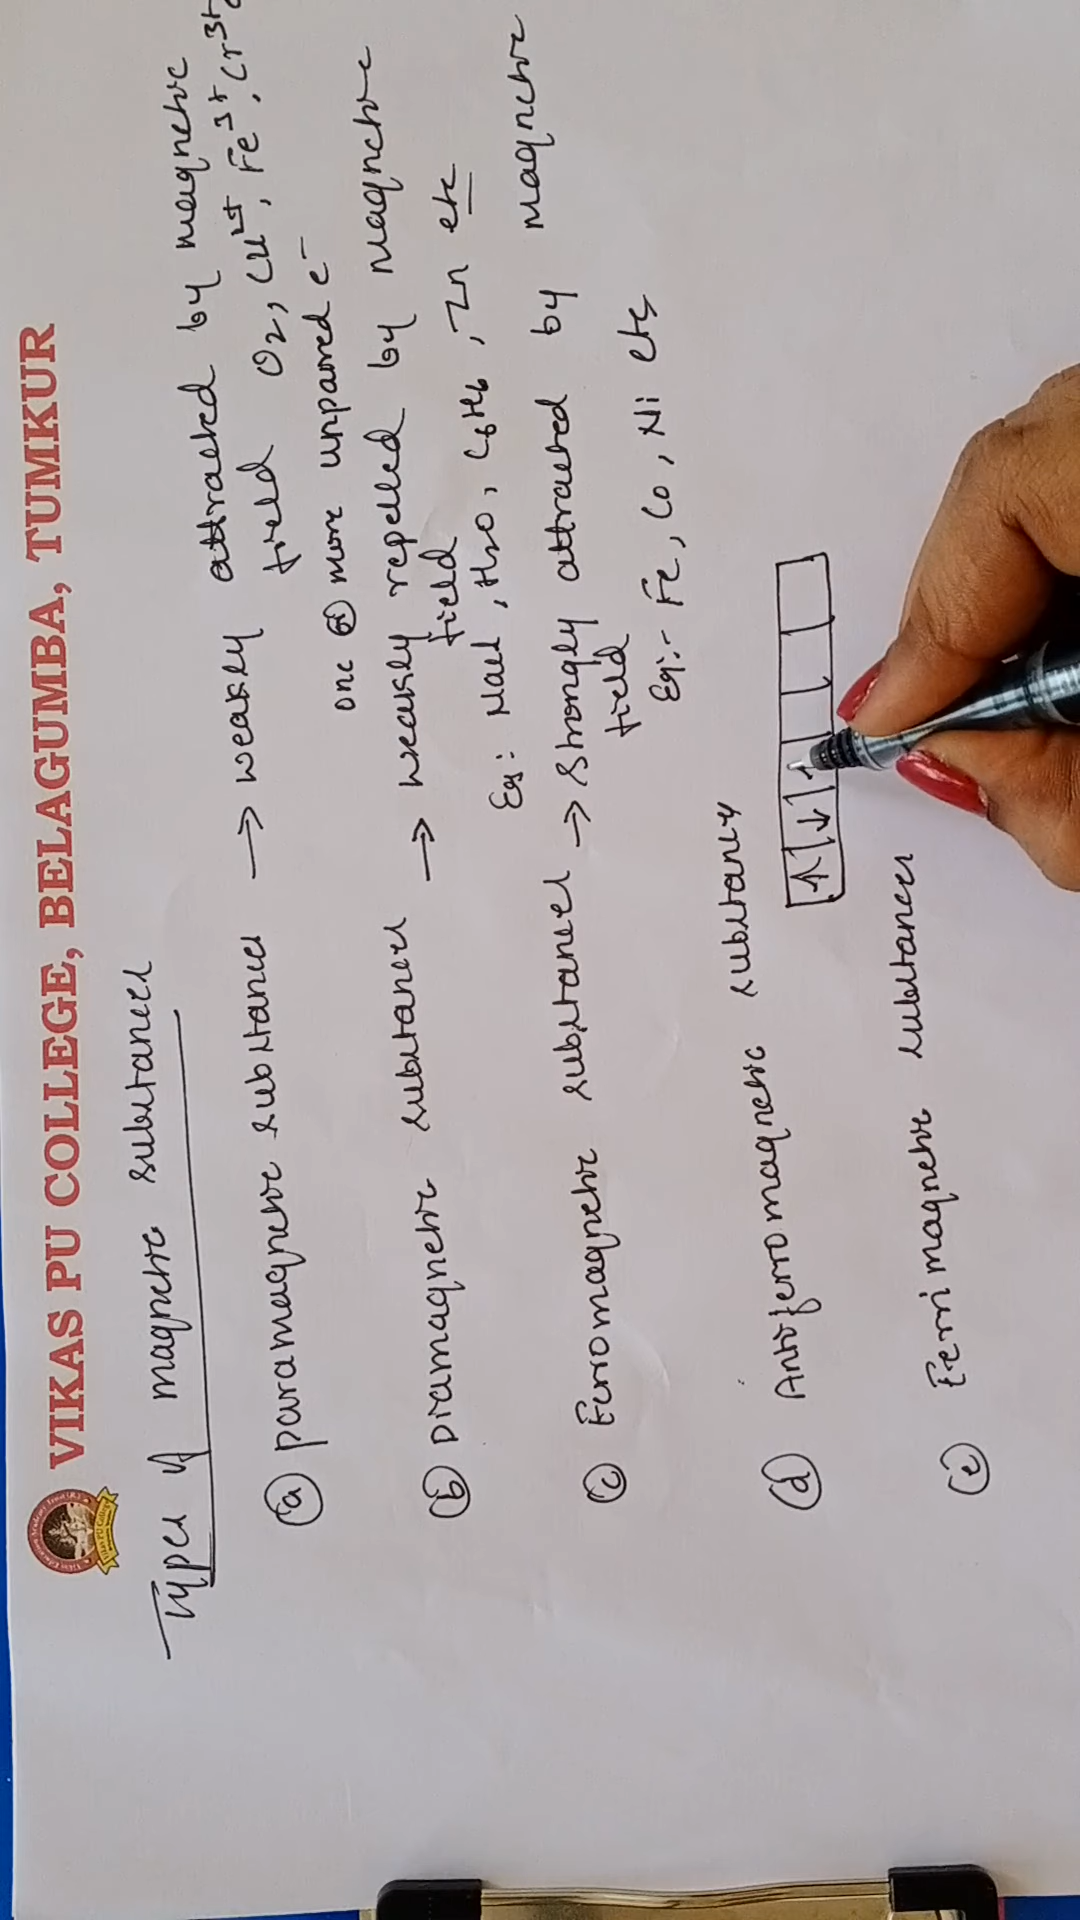 VIKAS PU COLLEGE, BELAGUMBA, TUMKUR
Types of magnetic substances
(a) paramagnetic substances → weakly attracted by magnetic
field O2, Cu2+, Fe3+, Cr3+
one or more unpaired e-
(b) Diamagnetic substances → weakly repelled by magnetic
field
Eg: Nacl, H2O, C6H6, Zn etc
(c) Ferromagnetic substances → strongly attracted by magnetic
field
Eg:- Fe, Co, Ni etc
(d) Antiferromagnetic substances
↑ ↓ ↑
(e) Ferrimagnetic substances